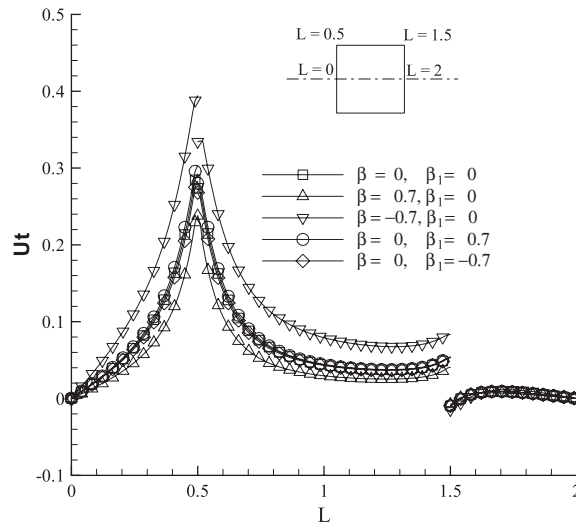 0.5
L = 0.5
L = 1.5
L = 0
L = 2
0.4
0.3
β = 0, β₁= 0
β= 0.7, β₁= 0
β=−0.7, β₁= 0
β= 0, β₁= 0.7
β= 0, β₁=−0.7
Ut
0.2
0.1
0
-0.1
0
0.5
1
1.5
2
L